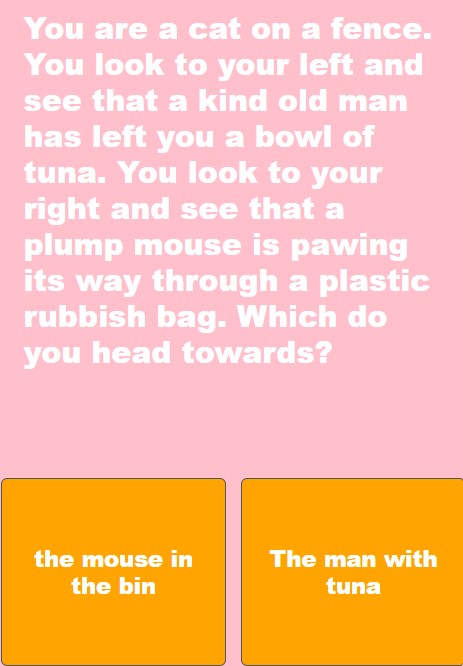 You are a cat on a fence.
You look to your left and
see that a kind old man
has left you a bowl of
tuna. You look to your
right and see that a
plump mouse is pawing
its way through a plastic
rubbish bag. Which do
you head towards?
the mouse in
the bin
The man with
tuna